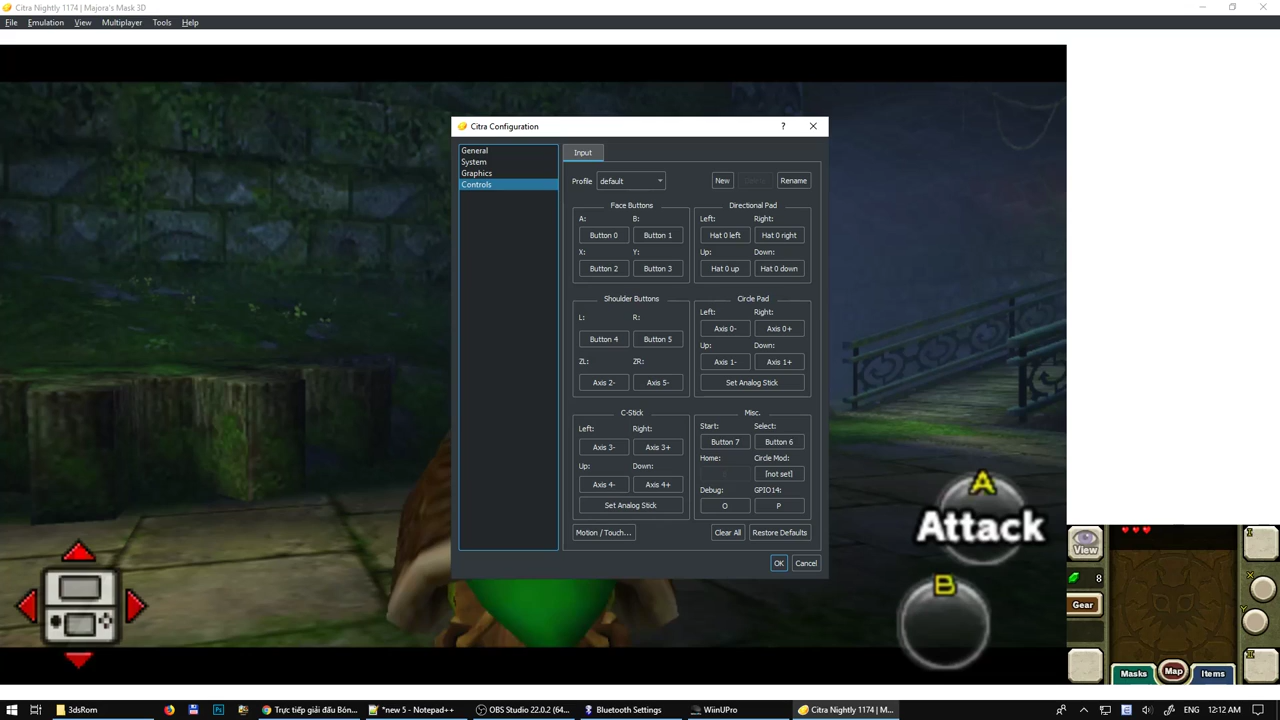 Citra Nightly 1174 | Majora's Mask 3D
File Emulation View Multiplayer Tools Help
Citra Configuration
?
General
System
Graphics
Controls
Input
Profile default New Rename
Face Buttons
A: B:
Button 0 Button 1
X: Y:
Button 2 Button 3
Directional Pad
Left: Right:
Hat 0 left Hat 0 right
Up: Down:
Hat 0 up Hat 0 down
Shoulder Buttons
L: R:
Button 4 Button 5
ZL: ZR:
Axis 2- Axis 5-
Circle Pad
Left: Right:
Axis 0- Axis 0+
Up: Down:
Axis 1- Axis 1+
Set Analog Stick
C-Stick
Left: Right:
Axis 3- Axis 3+
Up: Down:
Axis 4- Axis 4+
Set Analog Stick
Misc.
Start: Select:
Button 7 Button 6
Home: Circle Mod:
[not set]
Debug: GPIO14:
O P
Motion / Touch... Clear All Restore Defaults
OK Cancel
A
Attack
B
View
I
8
X
Gear
Y
II
Masks Map Items
3dsRom
Trực tiếp giải đấu Bón...
*new 5 - Notepad++
OBS Studio 22.0.2 (64...
Bluetooth Settings
WiinUPro
Citra Nightly 1174 | M...
ENG 12:12 AM